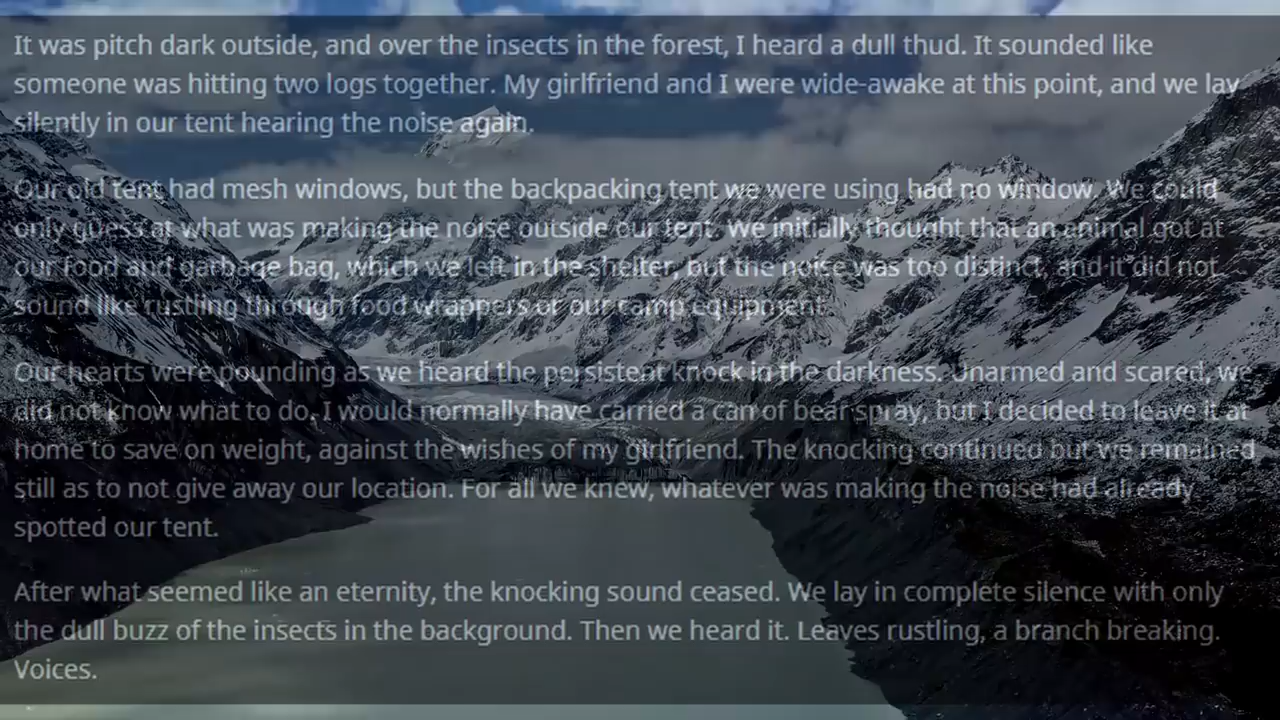 It was pitch dark outside, and over the insects in the forest, I heard a dull thud. It sounded like
someone was hitting two logs together. My girlfriend and I were wide-awake at this point, and we lay
silently in our tent hearing the noise again.
Our old tent had mesh windows, but the backpacking tent we were using had no window. We could
only guess at what was making the noise outside our tent. We initially thought that an animal got at
our food and garbage bag, which we left in the shelter, but the noise was too distinct, and it did not
sound like rustling through food wrappers or our camp equipment.
Our hearts were pounding as we heard the persistent knock in the darkness. Unarmed and scared, we
did not know what to do. I would normally have carried a can of bear spray, but I decided to leave it at
home to save on weight, against the wishes of my girlfriend. The knocking continued but we remained
still as to not give away our location. For all we knew, whatever was making the noise had already
spotted our tent.
After what seemed like an eternity, the knocking sound ceased. We lay in complete silence with only
the dull buzz of the insects in the background. Then we heard it. Leaves rustling, a branch breaking.
Voices.